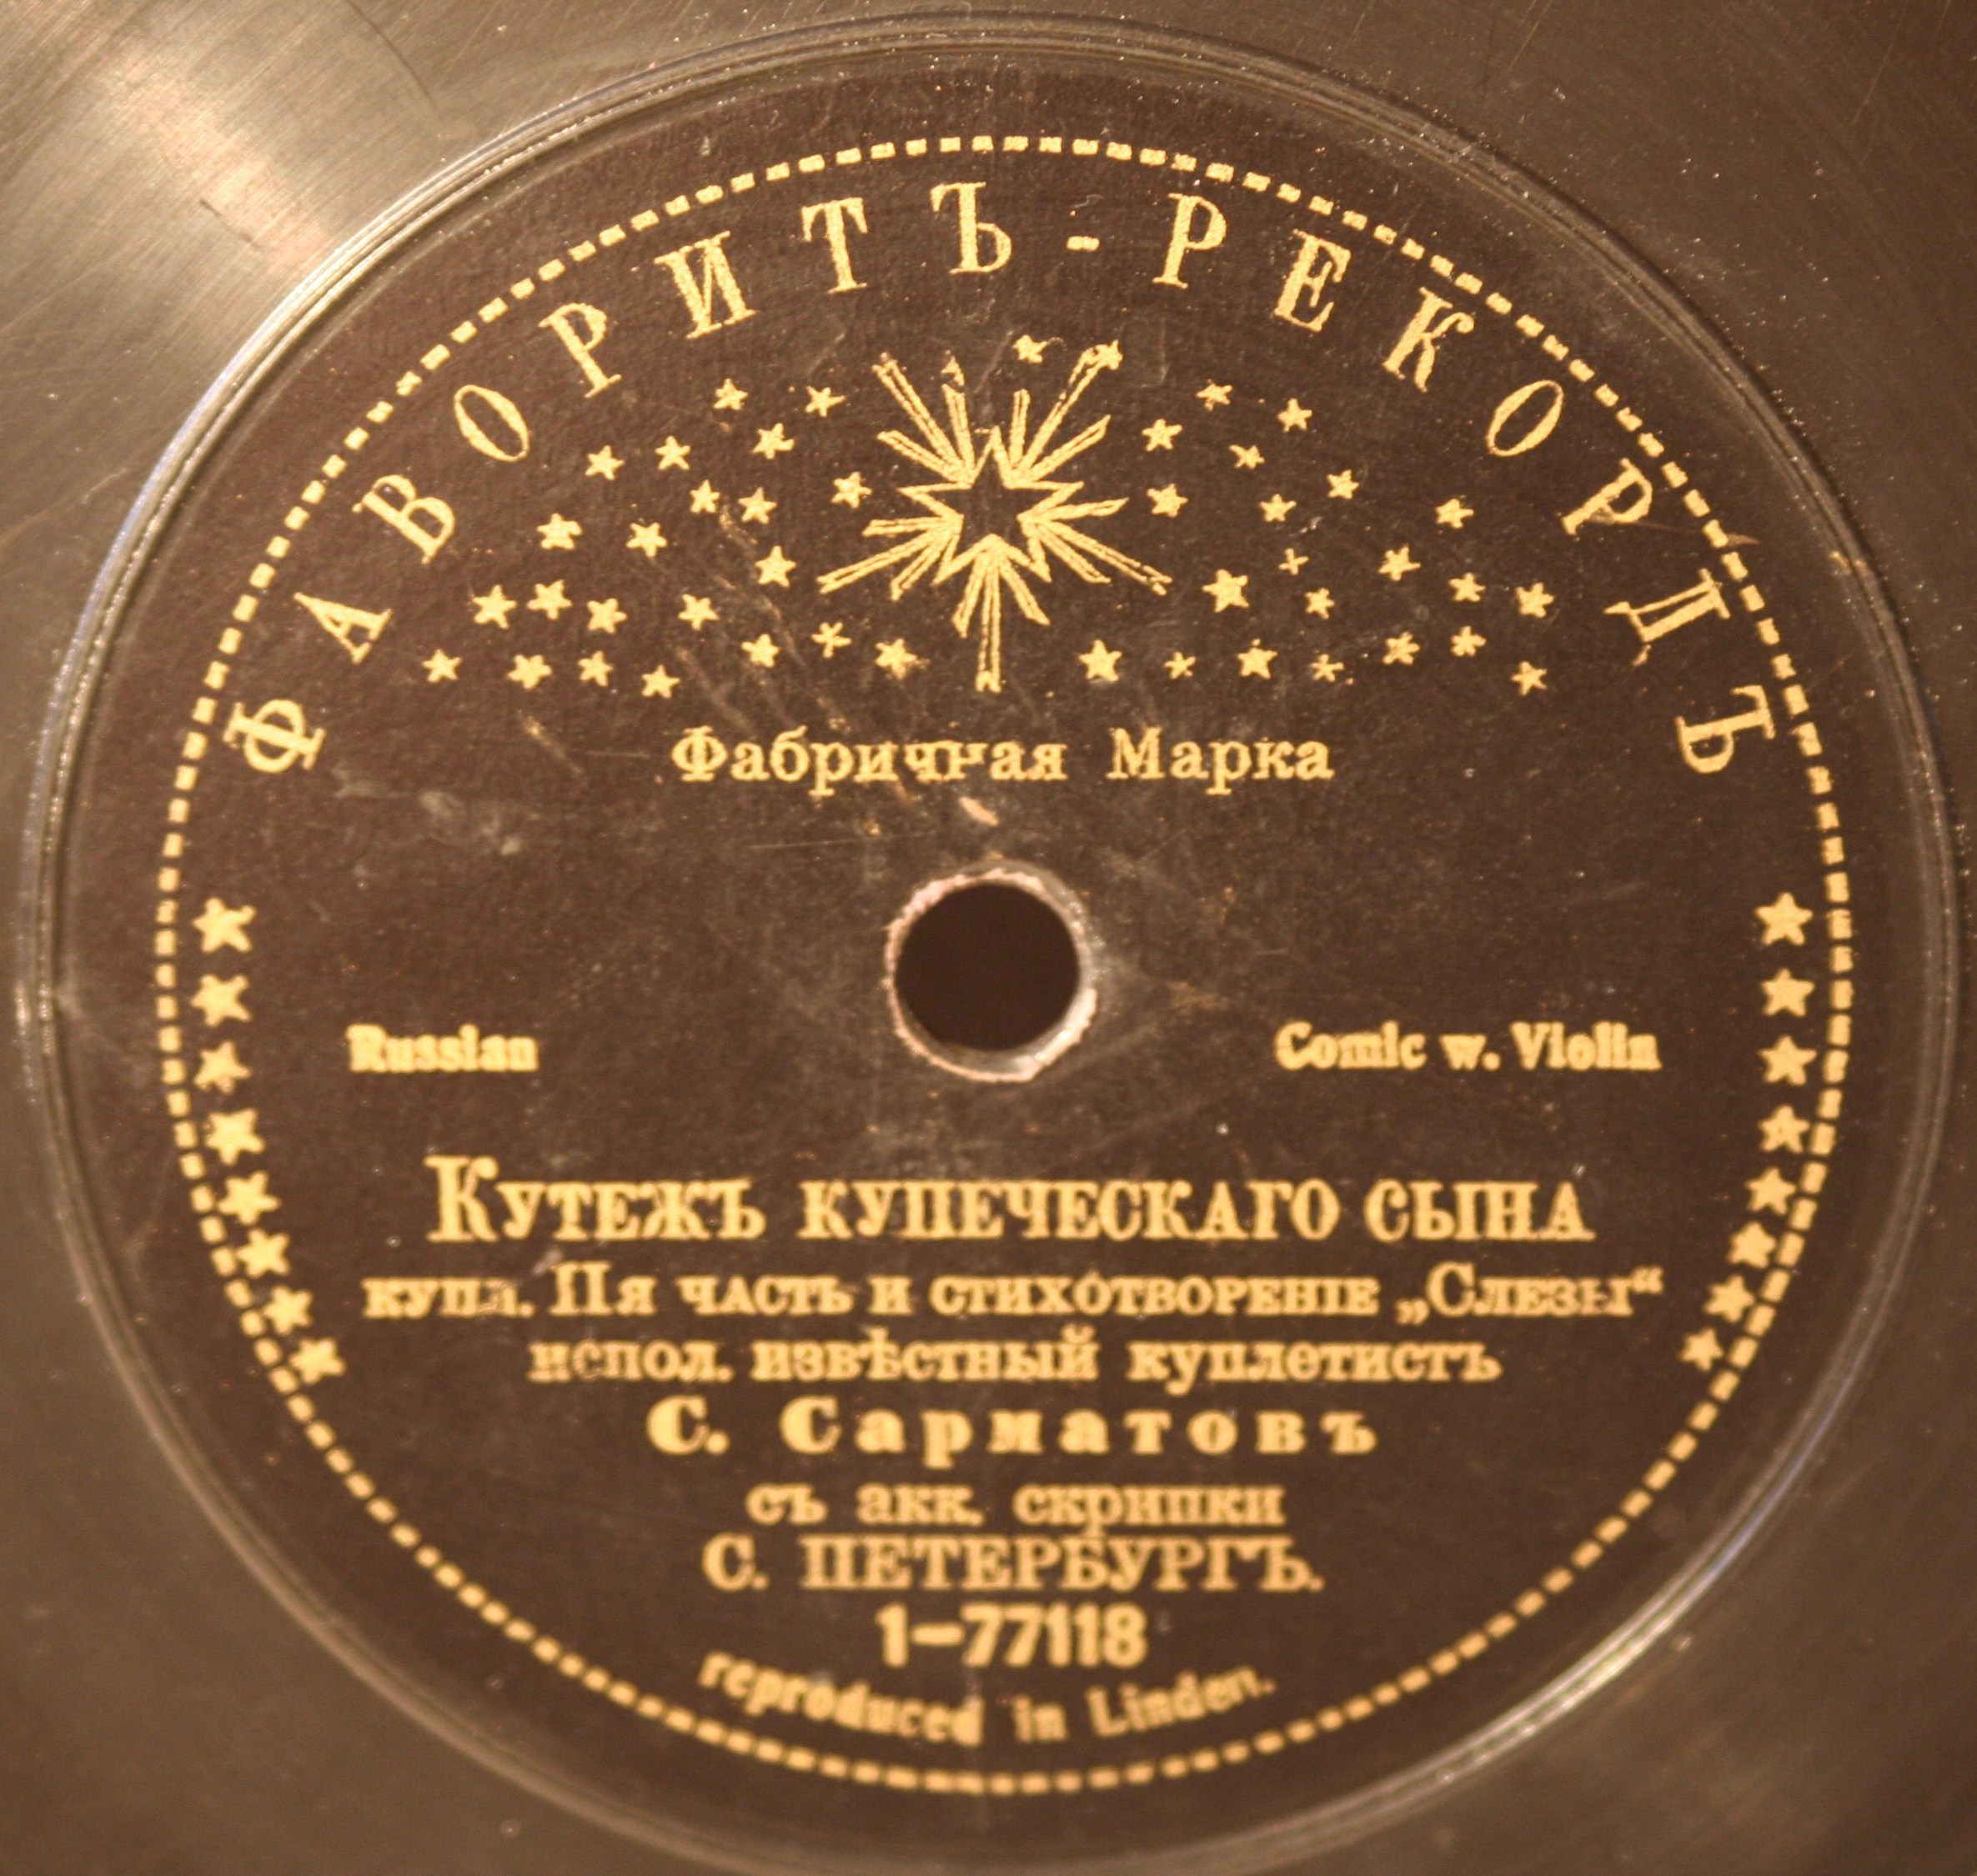 ФАВОРИТЪ-РЕКОРДЪ
Фабричная Марка
Russian
Comic w. Violin
Кутежъ купеческаго сына
купл. IIя часть и стихотворенiе „Слезы“
испол. извѣстный куплетистъ
С. Сарматовъ
съ акк. скрипки
С. ПЕТЕРБУРГЪ.
1—77118
reproduced in Linden.